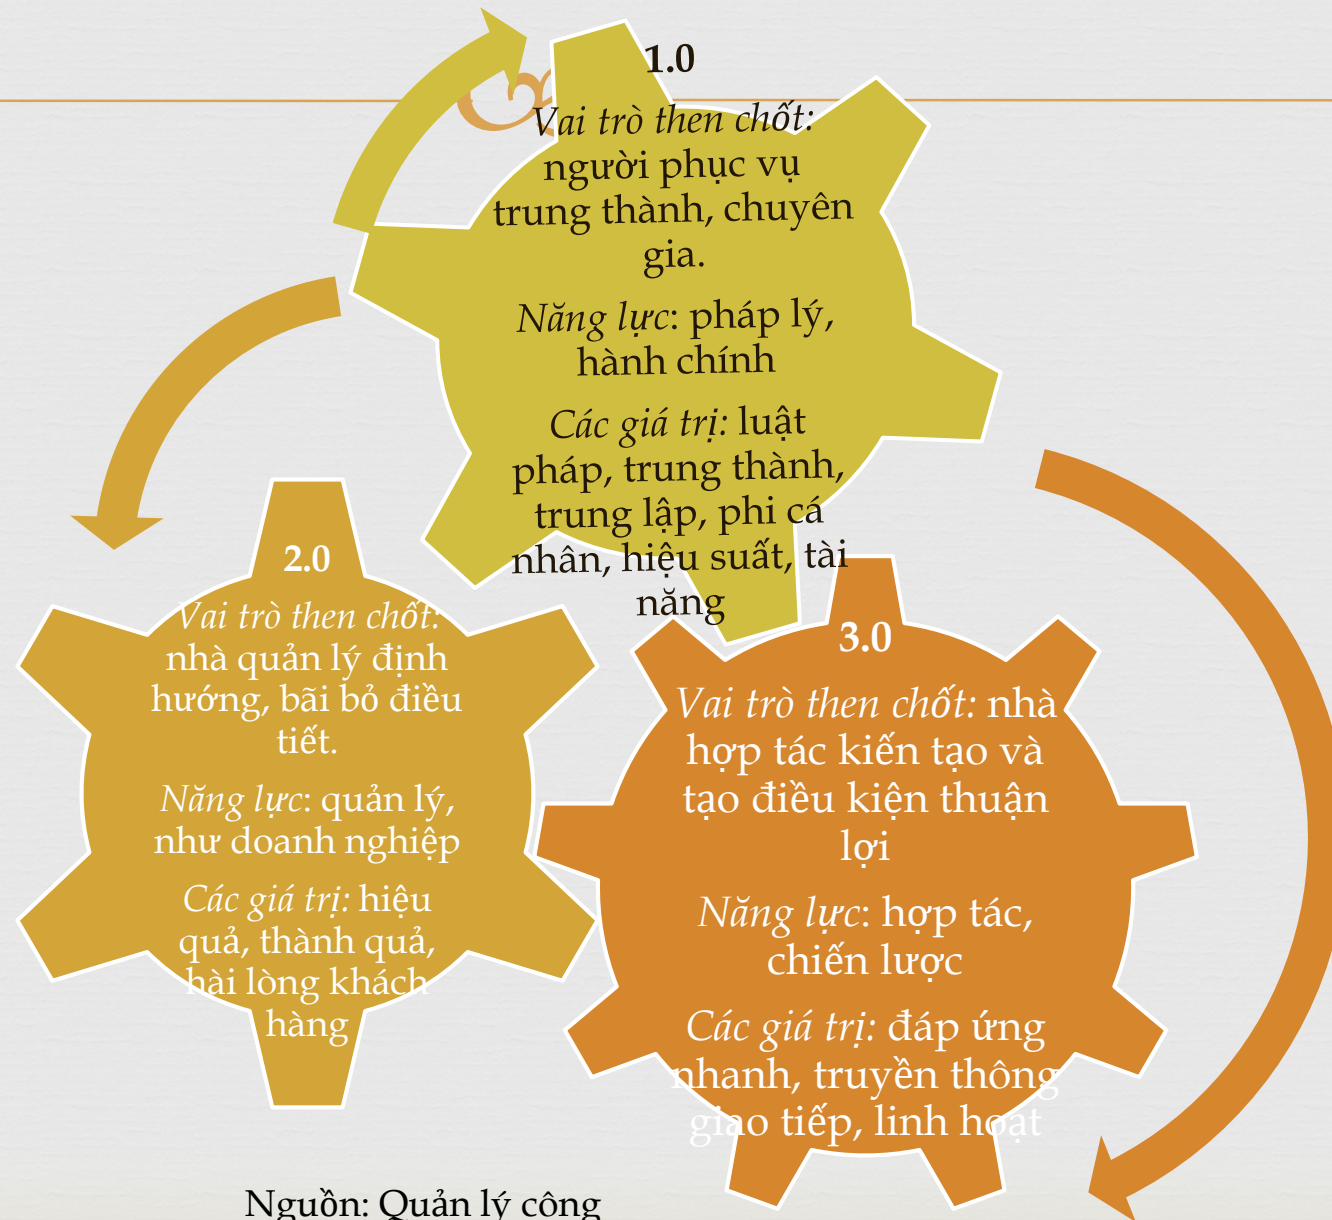 1.0
Vai trò then chốt:
người phục vụ
trung thành, chuyên
gia.
Năng lực: pháp lý,
hành chính
Các giá trị: luật
pháp, trung thành,
trung lập, phi cá
nhân, hiệu suất, tài
năng
2.0
Vai trò then chốt:
nhà quản lý định
hướng, bãi bỏ điều
tiết.
Năng lực: quản lý,
như doanh nghiệp
Các giá trị: hiệu
quả, thành quả,
hài lòng khách
hàng
3.0
Vai trò then chốt: nhà
hợp tác kiến tạo và
tạo điều kiện thuận
lợi
Năng lực: hợp tác,
chiến lược
Các giá trị: đáp ứng
nhanh, truyền thông
giao tiếp, linh hoạt
Nguồn: Quản lý công